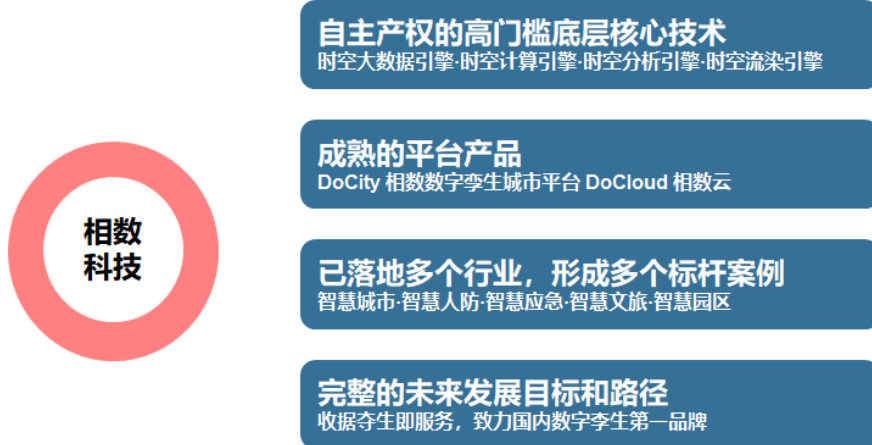 相数
科技
自主产权的高门槛底层核心技术
时空大数据引擎·时空计算引擎·时空分析引擎·时空流染引擎
成熟的平台产品
DoCity 相数数字孪生城市平台 DoCloud 相数云
已落地多个行业，形成多个标杆案例
智慧城市·智慧人防·智慧应急·智慧文旅·智慧园区
完整的未来发展目标和路径
收据夺生即服务，致力国内数字李生第一品牌